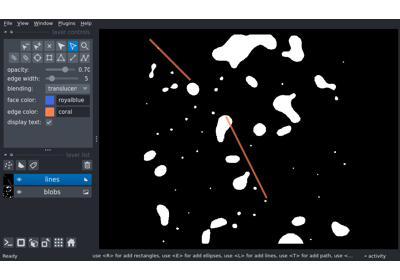 File View Window Plugins Help
layer controls
opacity: 0.70
edge width: 5
blending: translucen
face color: royalblue
edge color: coral
display text:
layer list
lines
blobs
Ready
use <R> for add rectangles, use <E> for add ellipses, use <L> for add lines, use <T> for add path, use <...
activity